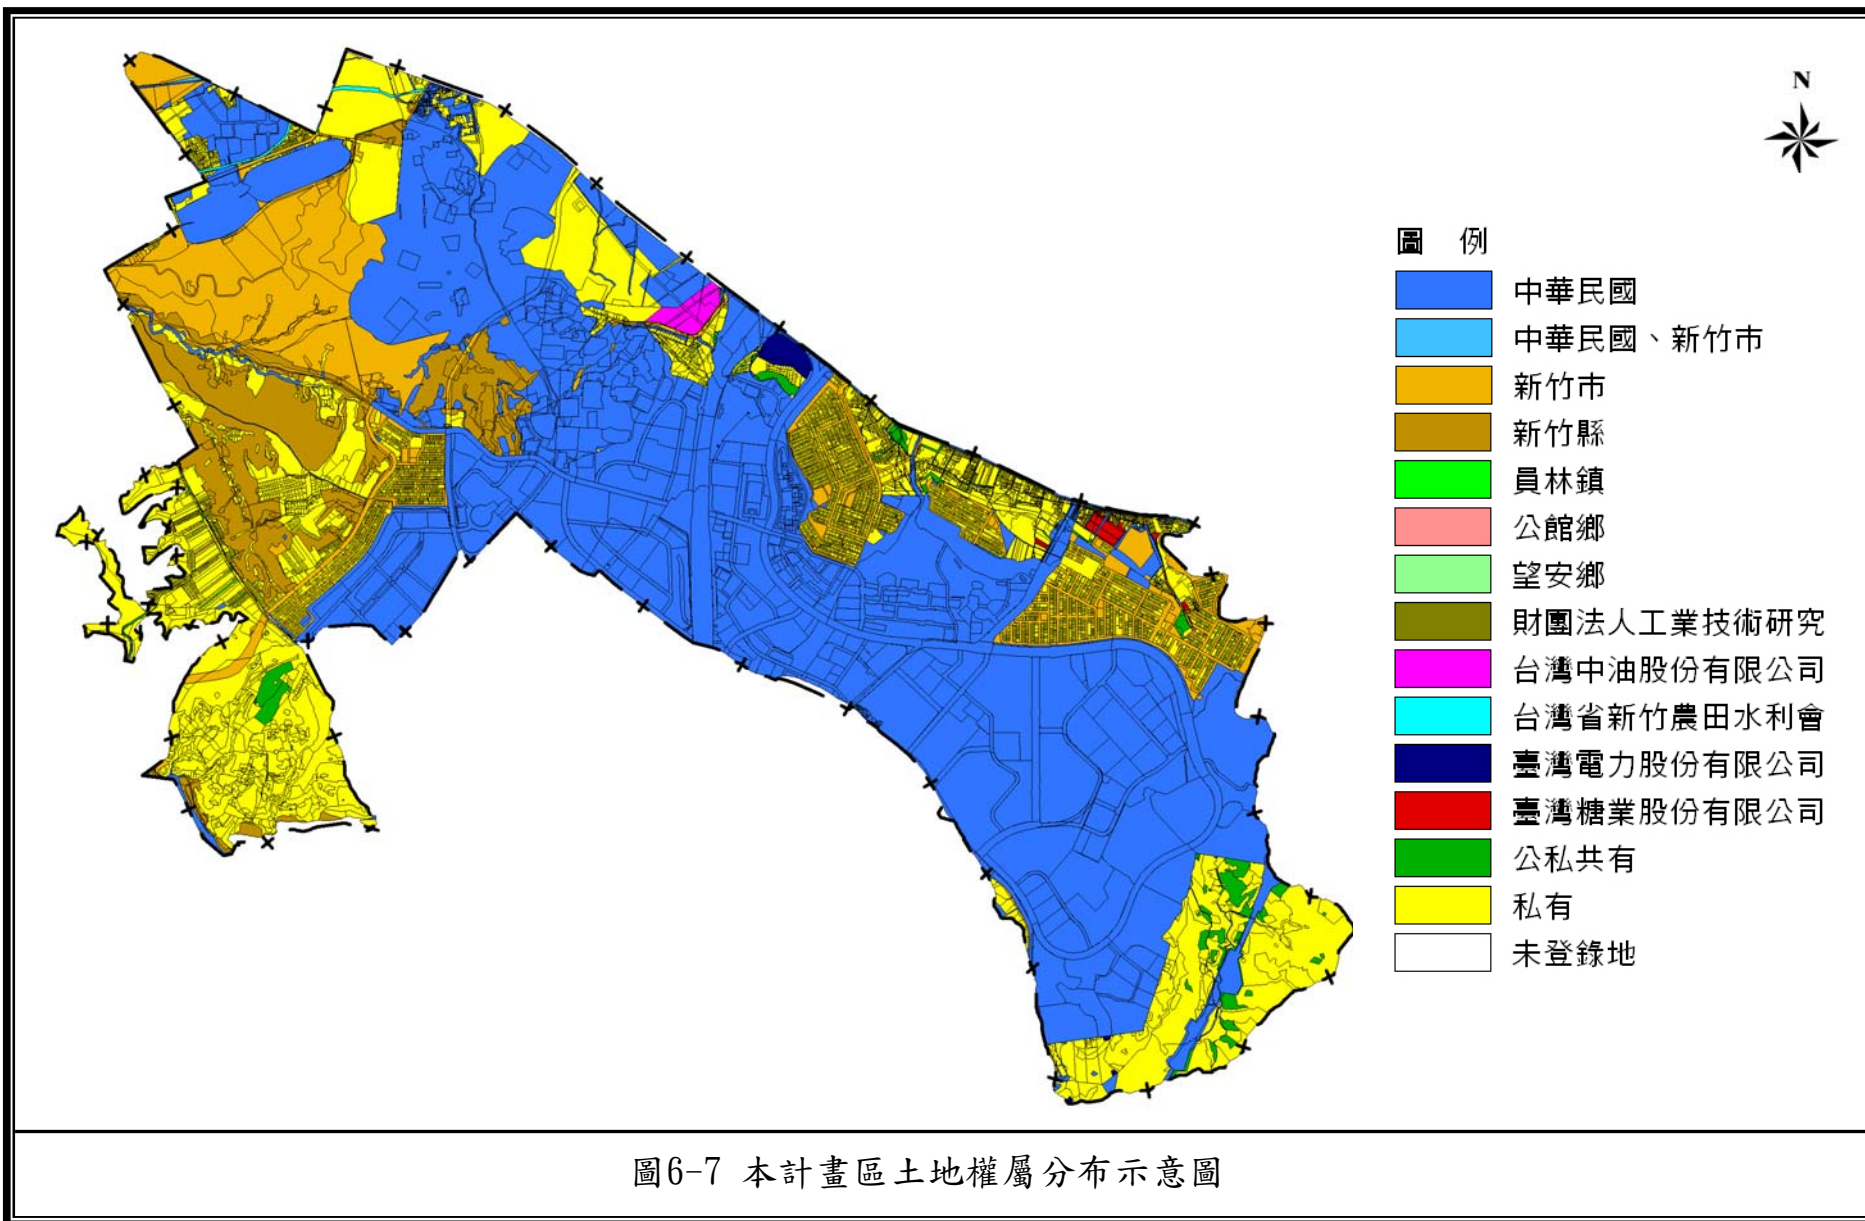 N
圖 例
中華民國
中華民國、新竹市
新竹市
新竹縣
員林鎮
公館鄉
望安鄉
財團法人工業技術研究
台灣中油股份有限公司
台灣省新竹農田水利會
臺灣電力股份有限公司
臺灣糖業股份有限公司
公私共有
私有
未登錄地
圖6-7 本計畫區土地權屬分布示意圖